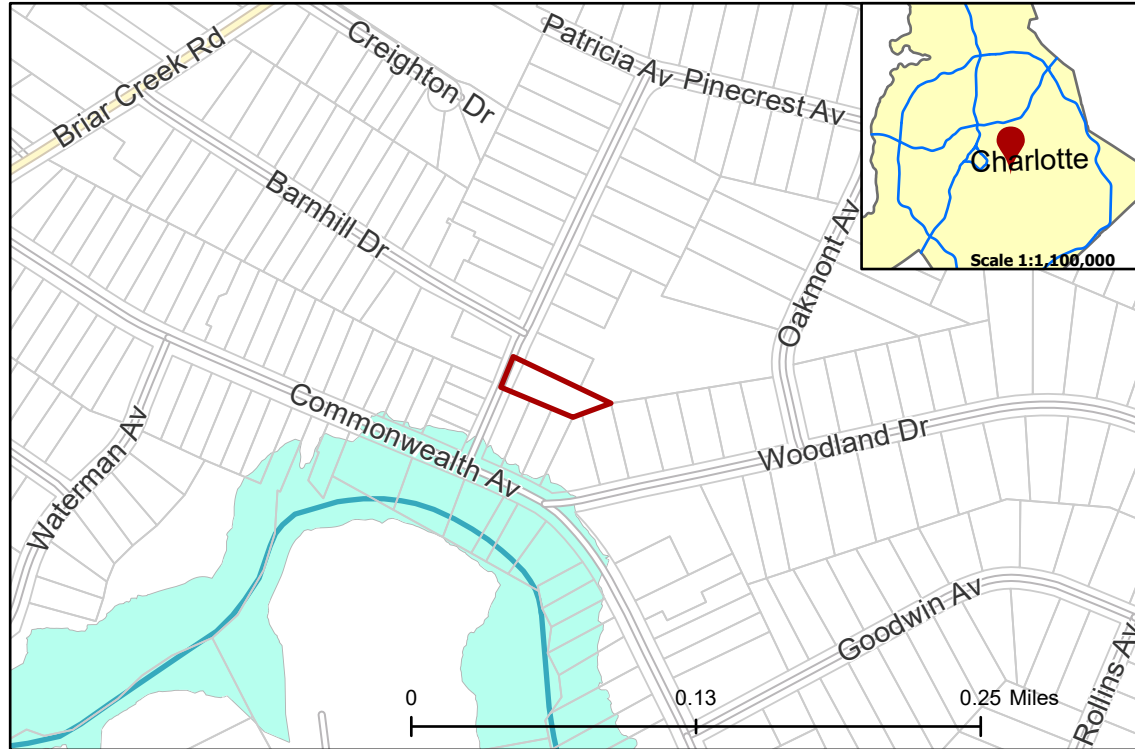 Briar Creek Rd
Creighton Dr
Patricia Av
Pinecrest Av
Barnhill Dr
Oakmont Av
Charlotte
Scale 1:1,100,000
Commonwealth Av
Woodland Dr
Waterman Av
Goodwin Av
Rollins Av
0
0.13
0.25 Miles